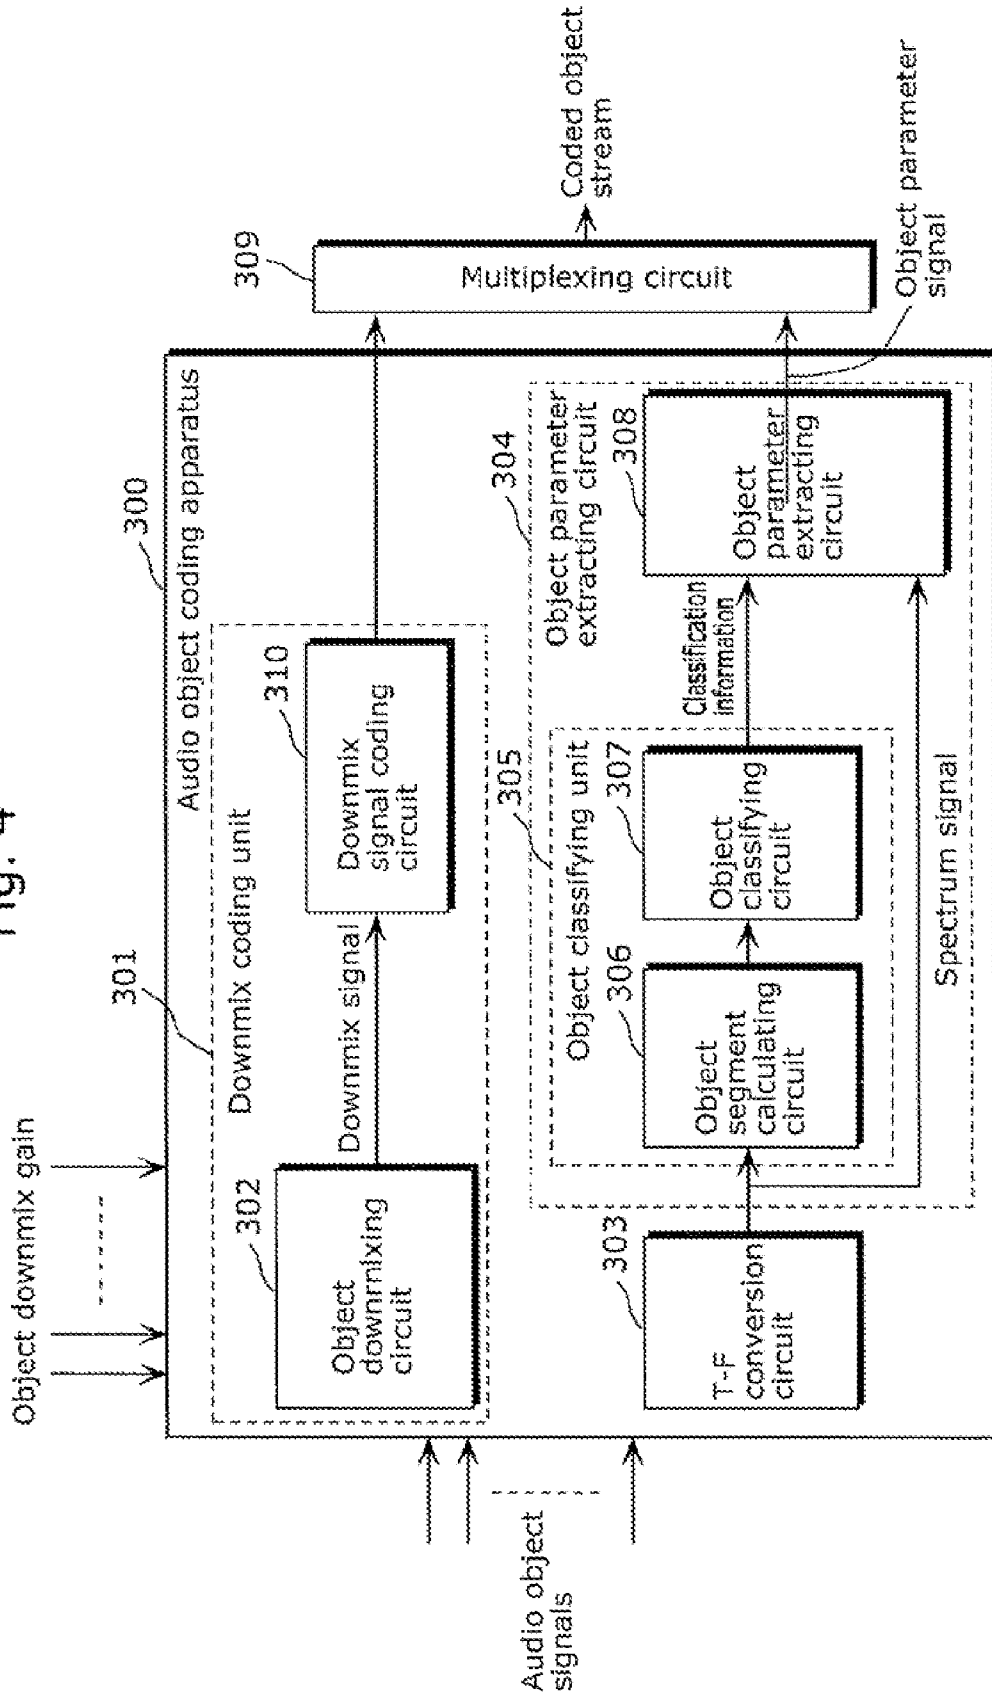 Fig. 4
Object downmix gain
300
Audio object coding apparatus
301
Downmix coding unit
302
Object
downmixing
circuit
Downmix signal
310
Downmix
signal coding
circuit
309
Multiplexing circuit
Coded object
stream
Audio object
signals
303
T-F
conversion
circuit
304
Object parameter
extracting circuit
305
Object classifying unit
306
Object
segment
calculating
circuit
307
Object
classifying
circuit
Classification
information
308
Object
parameter
extracting
circuit
Spectrum signal
Object parameter
signal